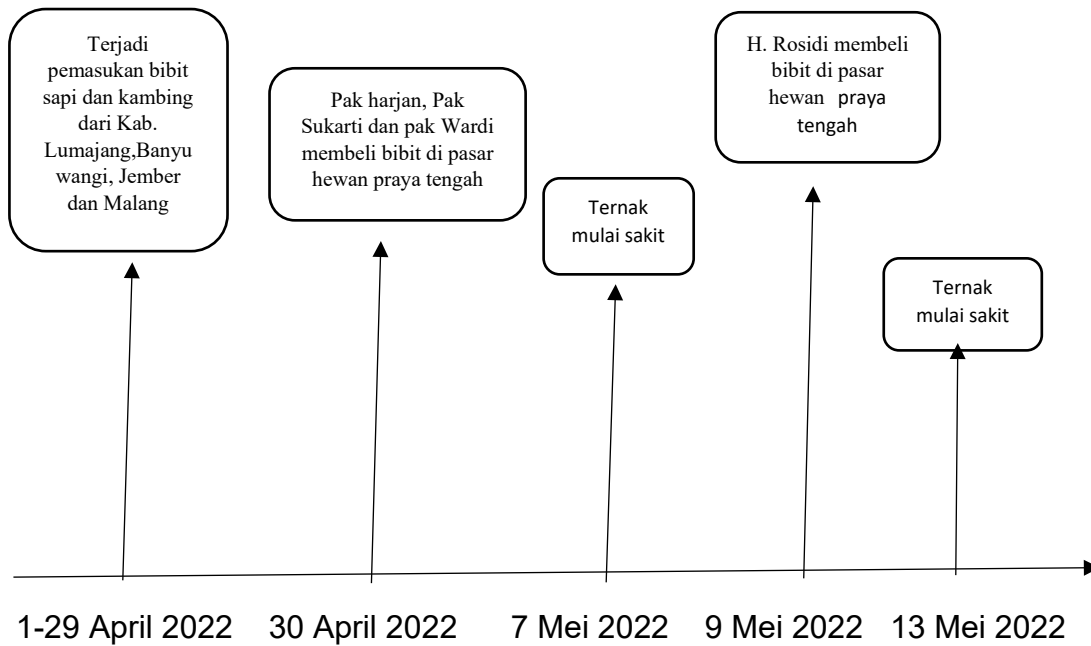 Terjadi
pemasukan bibit
sapi dan kambing
dari Kab.
Lumajang,Banyu
wangi, Jember
dan Malang
Pak harjan, Pak
Sukarti dan pak Wardi
membeli bibit di pasar
hewan praya tengah
Ternak
mulai sakit
H. Rosidi membeli
bibit di pasar
hewan praya
tengah
Ternak
mulai sakit
1-29 April 2022
30 April 2022
7 Mei 2022
9 Mei 2022
13 Mei 2022